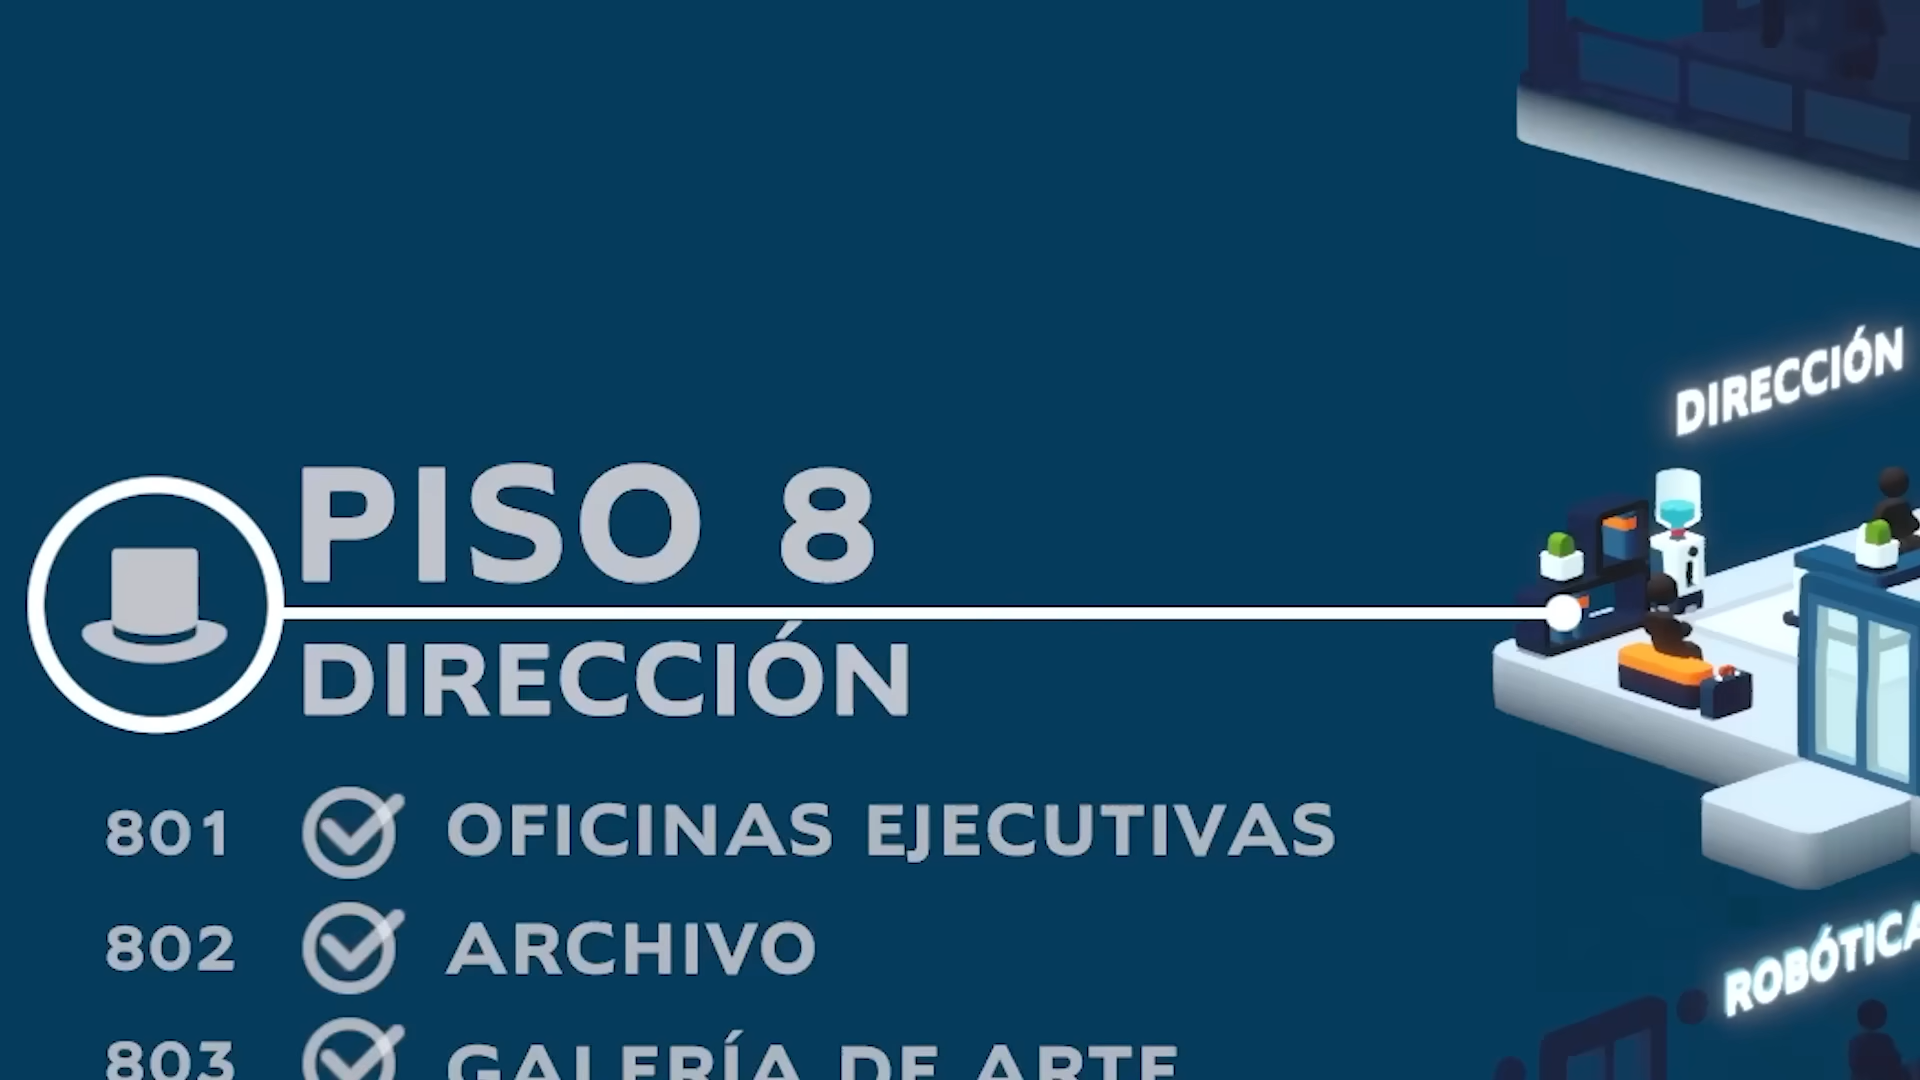 DIRECCIÓN
PISO 8
DIRECCIÓN
801 OFICINAS EJECUTIVAS
802 ARCHIVO
ROBÓTICA
803 GALERÍA DE ARTE